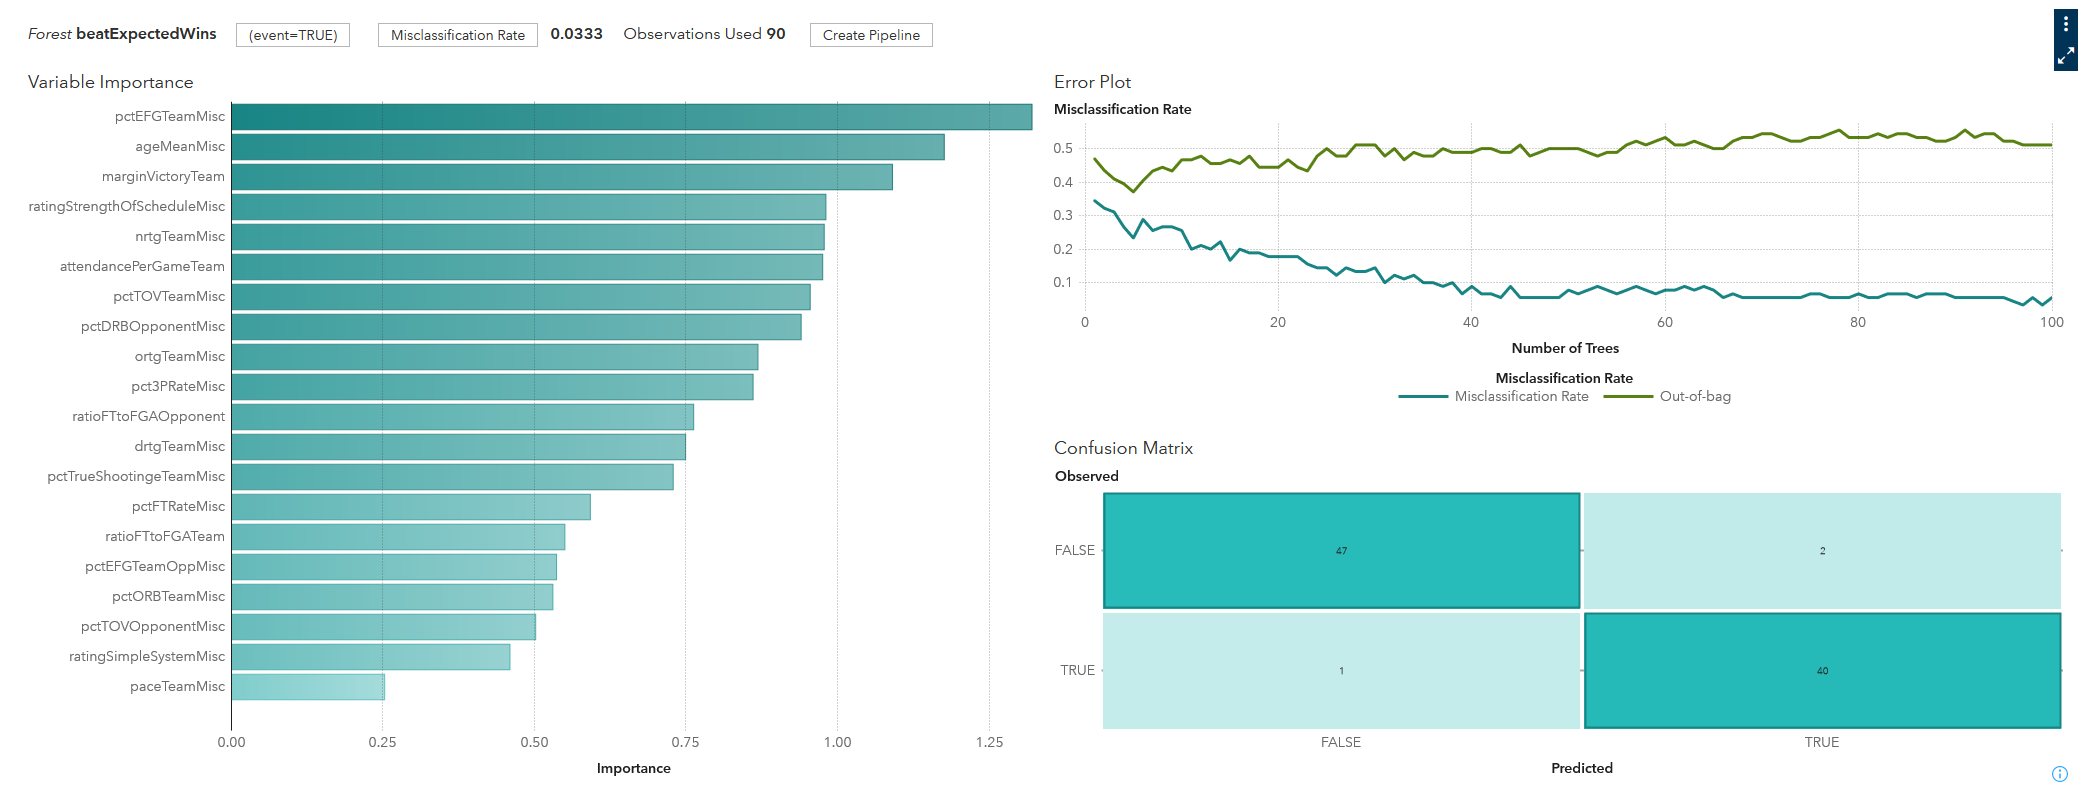 Forest beatExpectedWins (event=TRUE) Misclassification Rate 0.0333 Observations Used 90 Create Pipeline
Variable Importance
pctEFGTeamMisc
ageMeanMisc
marginVictoryTeam
ratingStrengthOfScheduleMisc
nrtgTeamMisc
attendancePerGameTeam
pctTOVTeamMisc
pctDRBOpponentMisc
ortgTeamMisc
pct3PRateMisc
ratioFTtoFGAOpponent
drtgTeamMisc
pctTrueShootingeTeamMisc
pctFTRateMisc
ratioFTtoFGATeam
pctEFGTeamOppMisc
pctORBTeamMisc
pctTOVOpponentMisc
ratingSimpleSystemMisc
paceTeamMisc
0.00 0.25 0.50 0.75 1.00 1.25
Importance
Error Plot
Misclassification Rate
0.5
0.4
0.3
0.2
0.1
0 20 40 60 80 100
Number of Trees
Misclassification Rate
Misclassification Rate Out-of-bag
Confusion Matrix
Observed
FALSE 47 2
TRUE 1 40
FALSE TRUE
Predicted